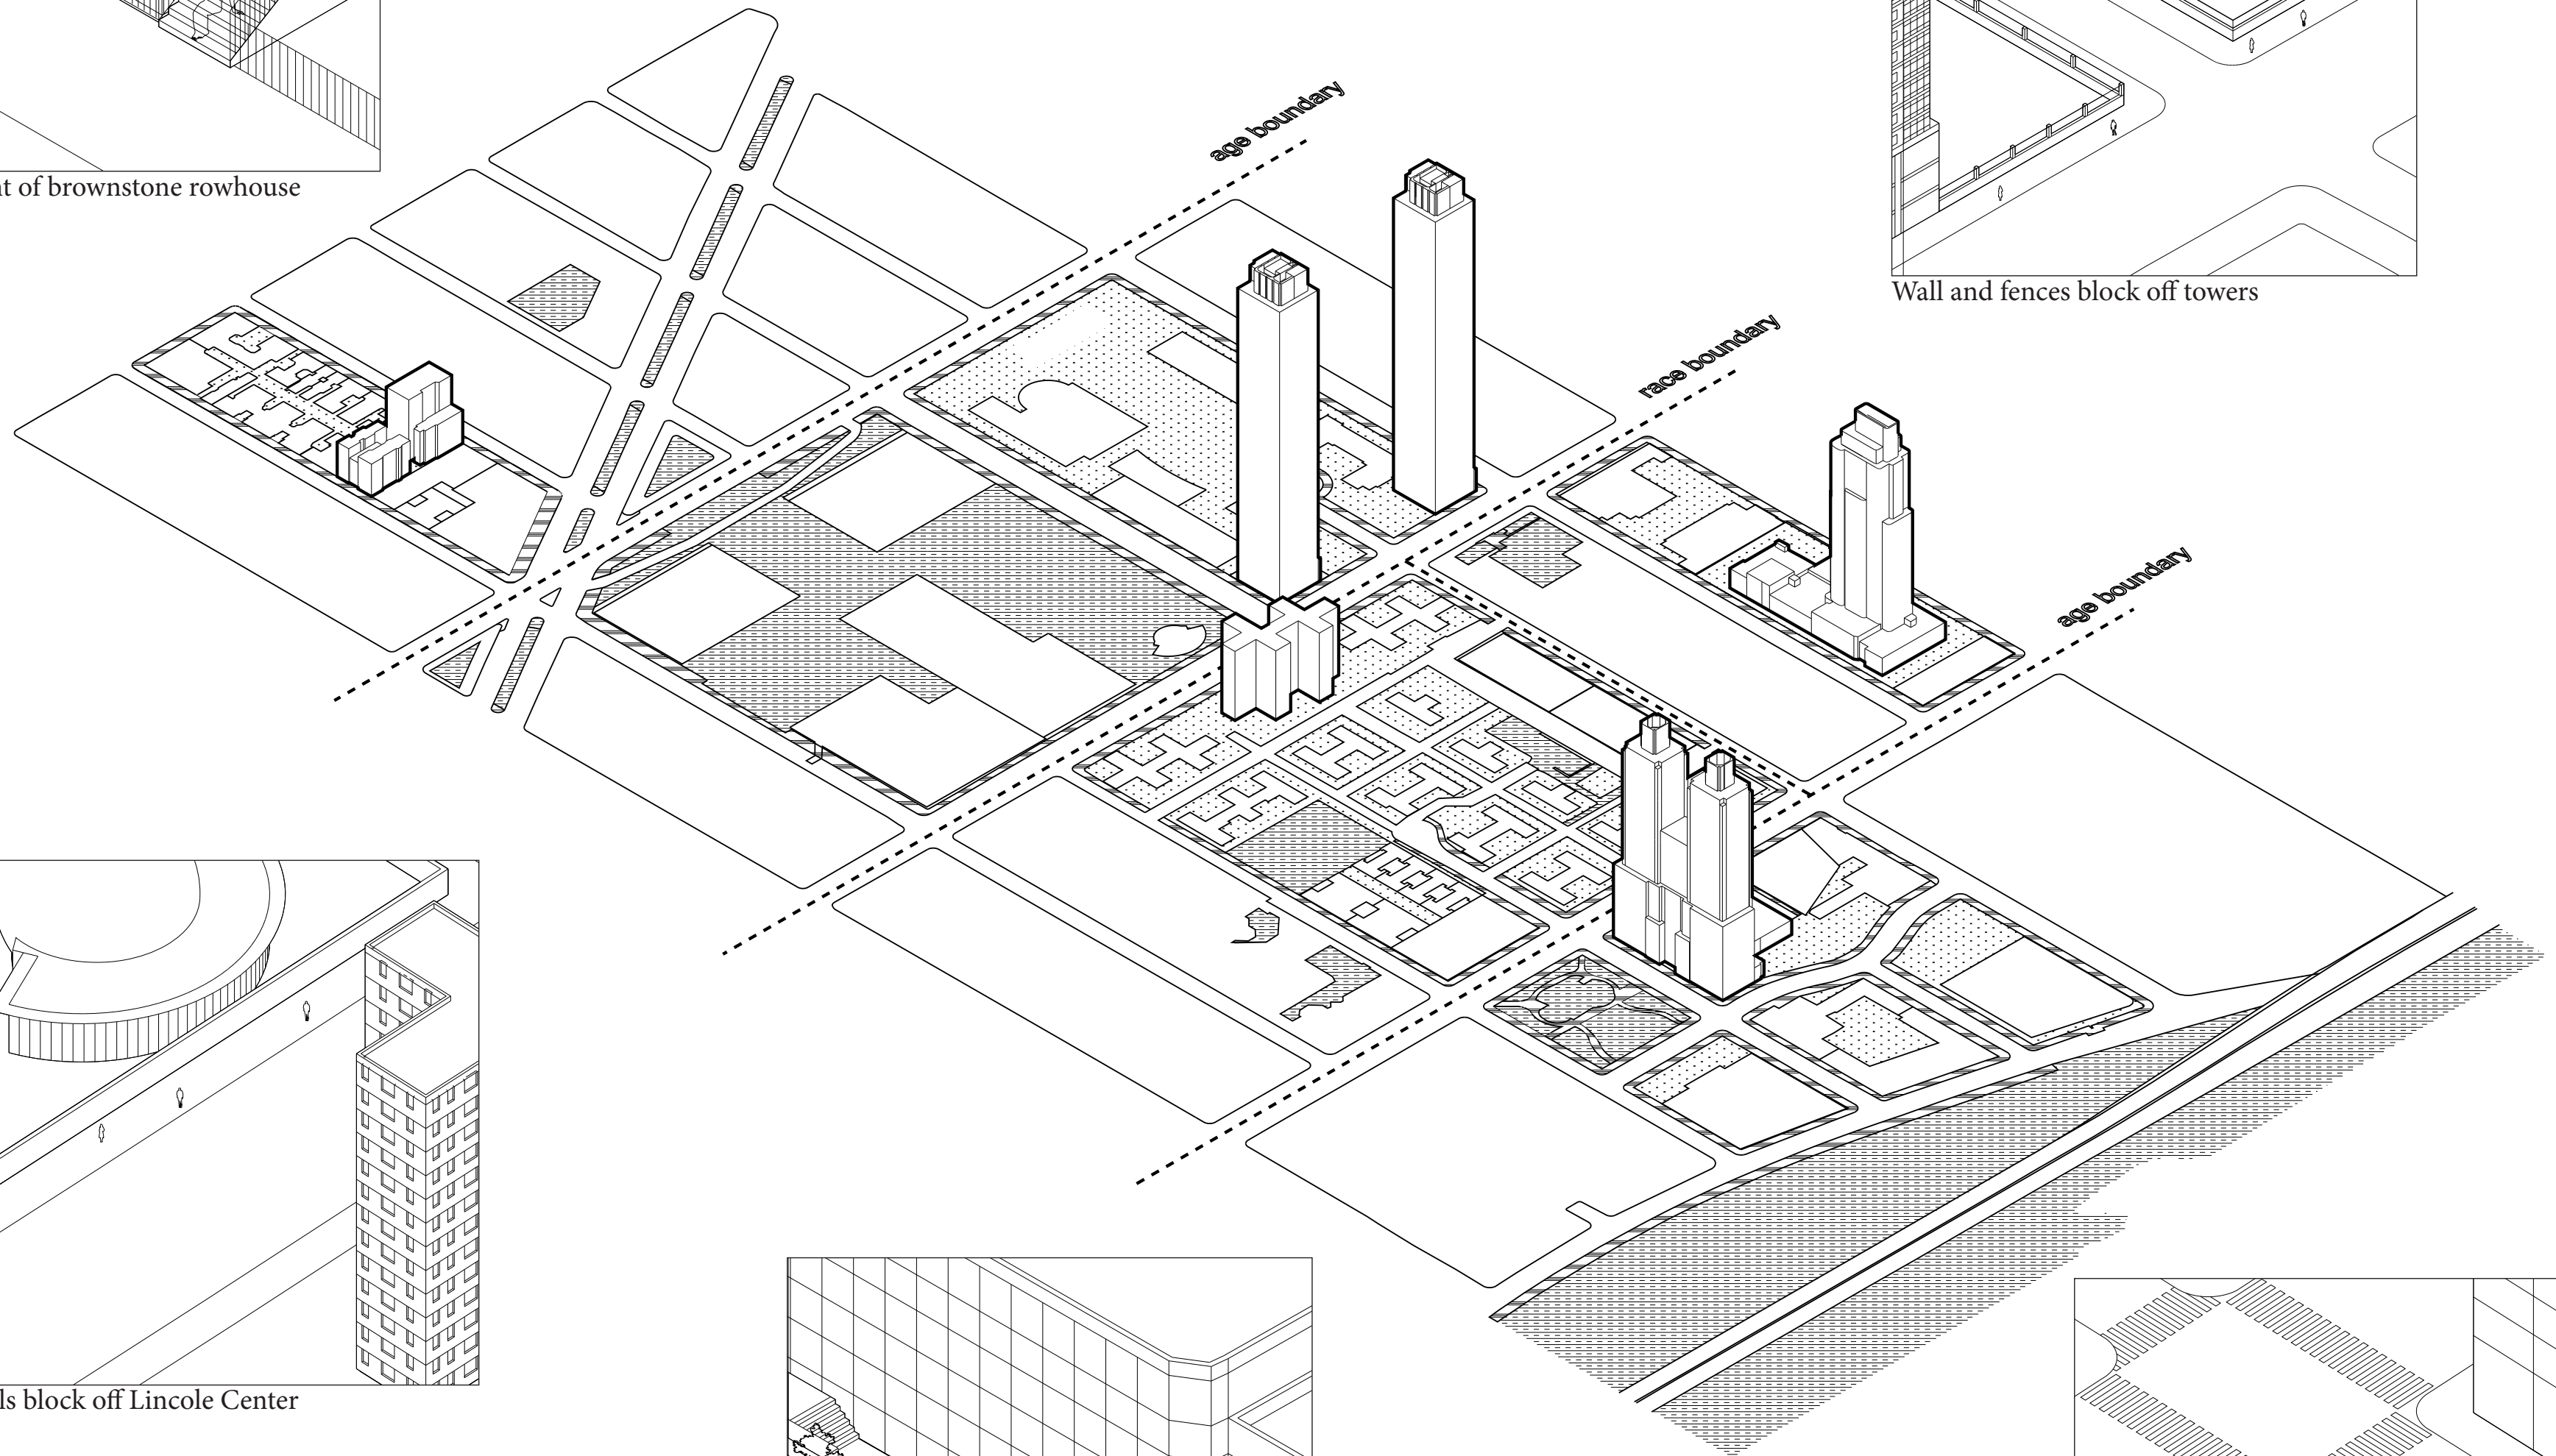 age boundary
nt of brownstone rowhouse
Wall and fences block off towers
race boundary
age boundary
ls block off Lincole Center